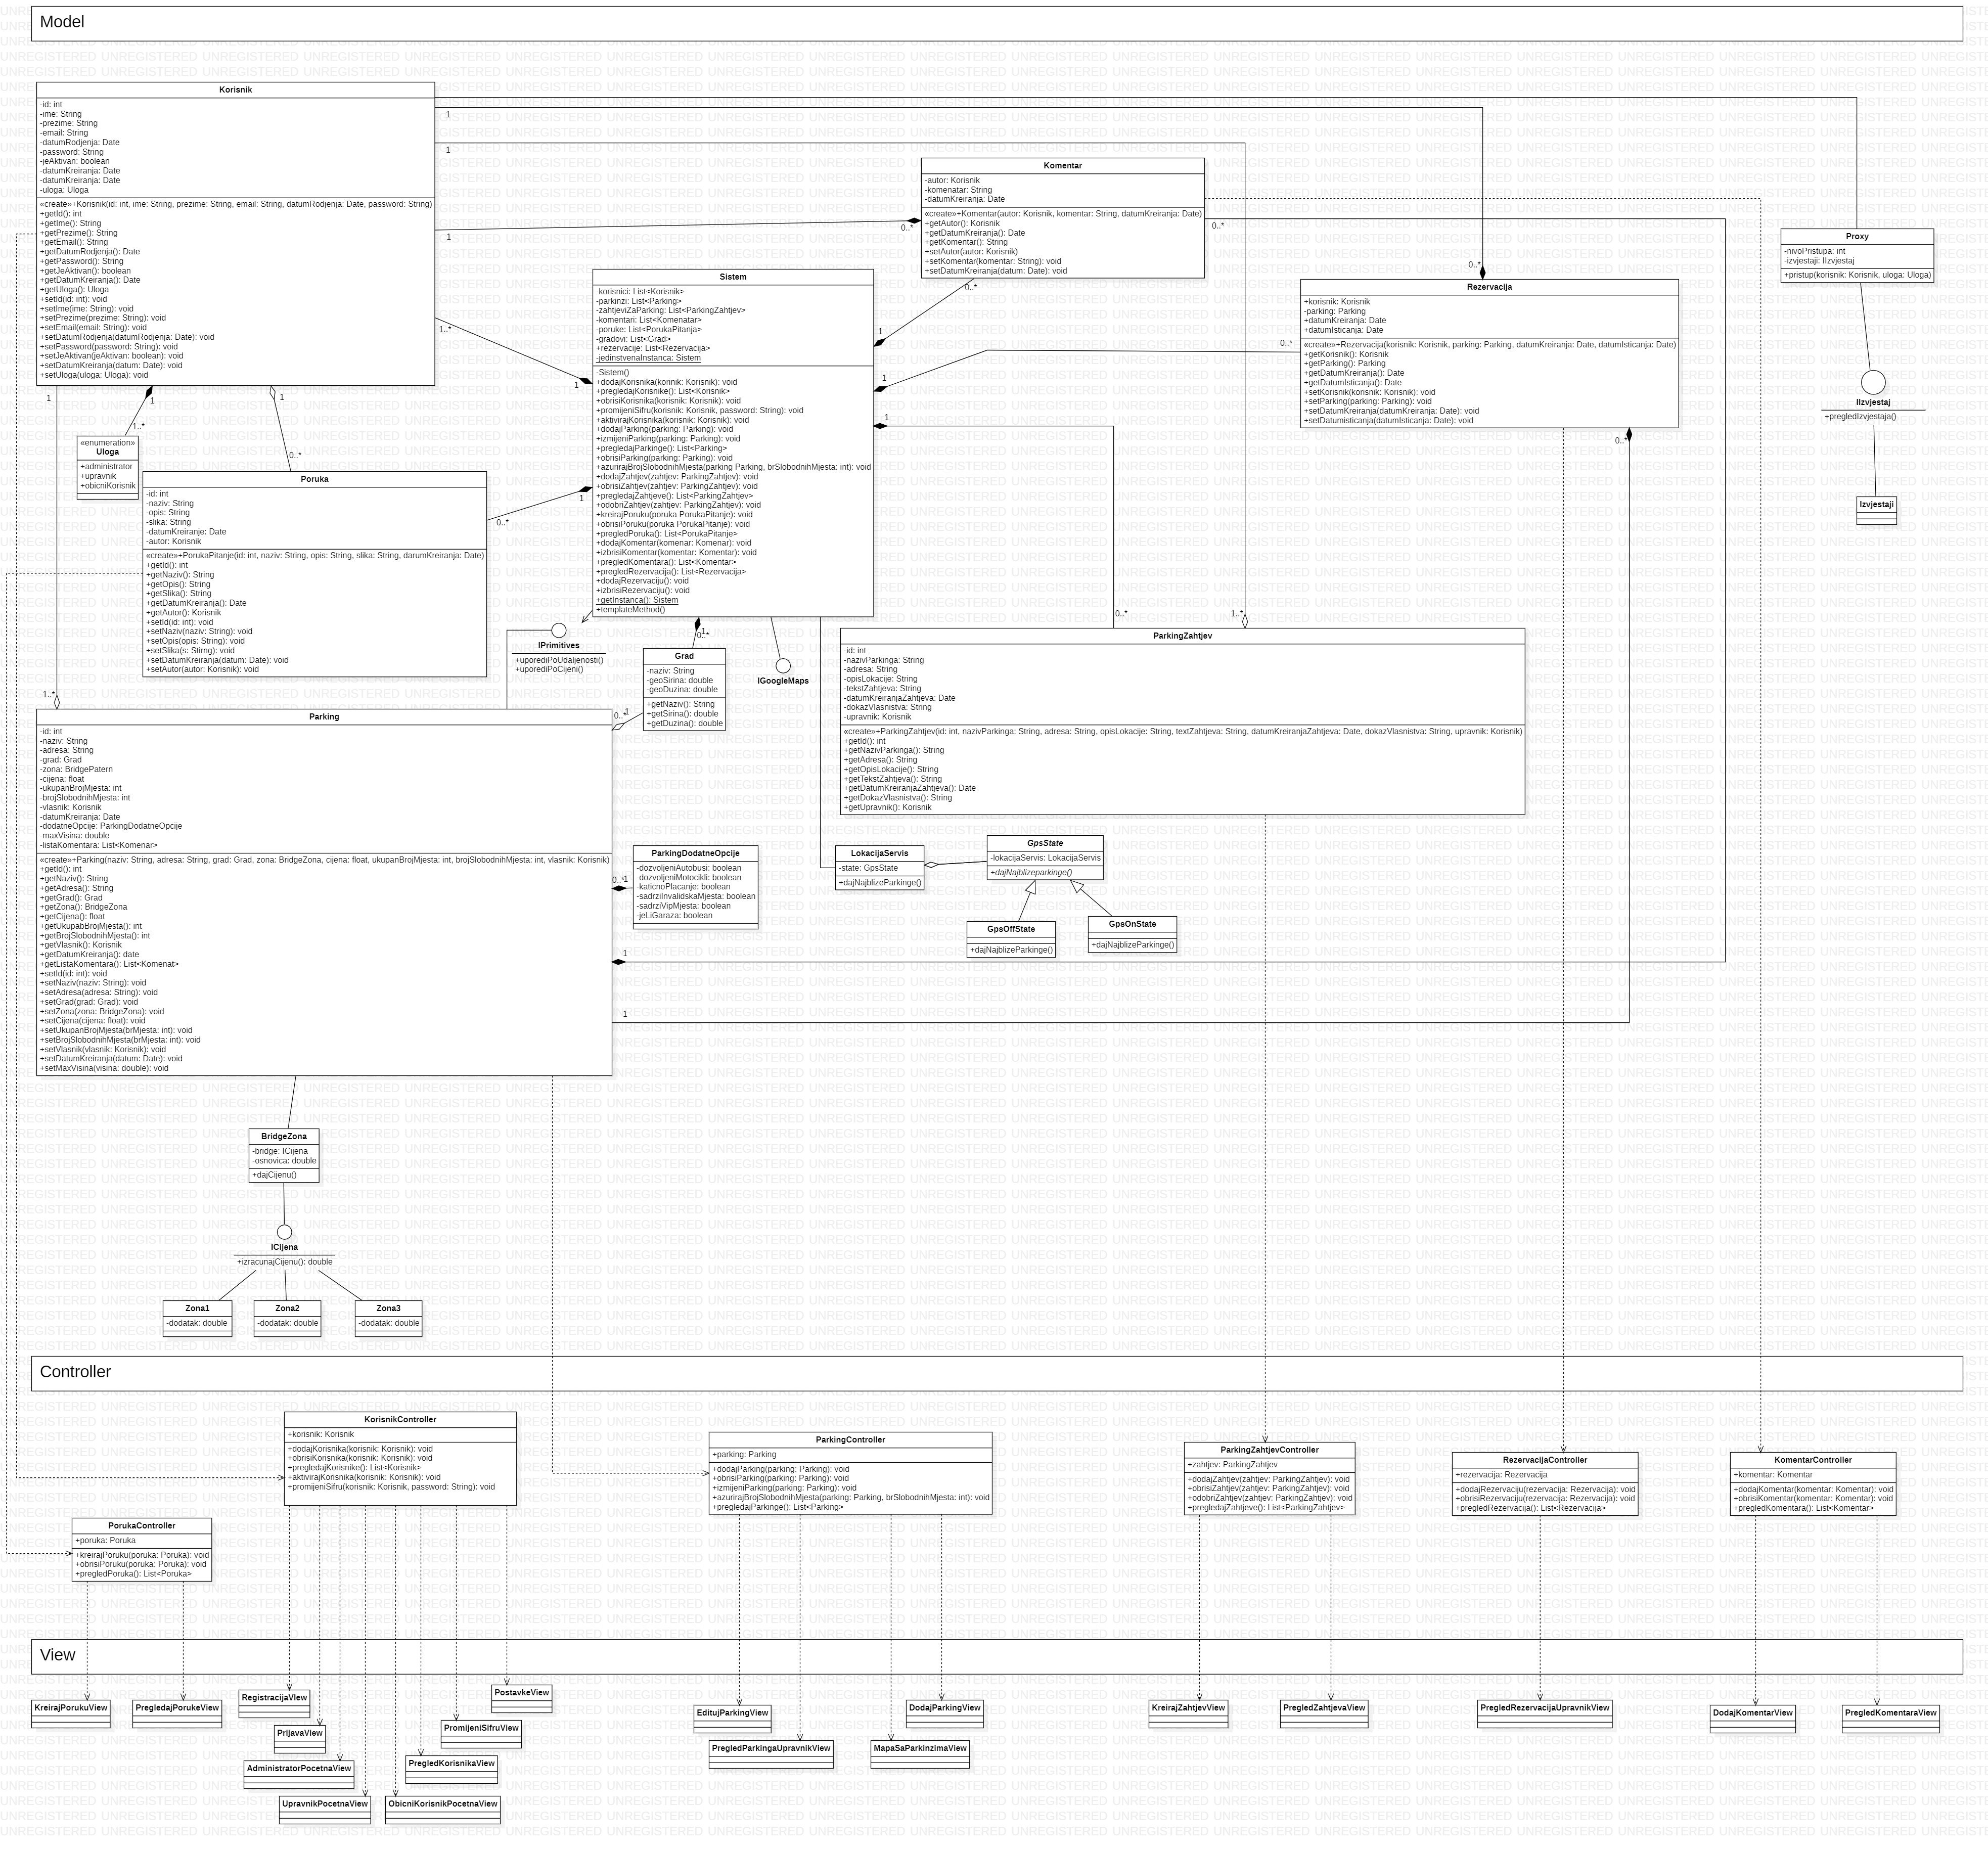 Model
Korisnik
-id: int
-ime: String
-prezime: String
-email: String
-datumRodjenja: Date
-password: String
-jeAktivan: boolean
-datumKreiranja: Date
-datumKreiranja: Date
-uloga: Uloga
«create»+Korisnik(id: int, ime: String, prezime: String, email: String, datumRodjenja: Date, password: String)
+getId(): int
+getIme(): String
+getPrezime(): String
+getEmail(): String
+getDatumRodjenja(): Date
+getPassword(): String
+getJeAktivan(): boolean
+getDatumKreiranja(): Date
+getUloga(): Uloga
+setId(id: int): void
+setIme(ime: String): void
+setPrezime(prezime: String): void
+setEmail(email: String): void
+setDatumRodjenja(datumRodjenja: Date): void
+setPassword(password: String): void
+setJeAktivan(jeAktivan: boolean): void
+setDatumKreiranja(datum: Date): void
+setUloga(uloga: Uloga): void
1
1
1
0..*
1..*
1
1
1
1
1..*
0..*
Komentar
-autor: Korisnik
-komenatar: String
-datumKreiranja: Date
«create»+Komentar(autor: Korisnik, komentar: String, datumKreiranja: Date)
+getAutor(): Korisnik
+getDatumKreiranja(): Date
+getKomentar(): String
+setAutor(autor: Korisnik)
+setKomentar(komentar: String): void
+setDatumKreiranja(datum: Date): void
0..*
0..*
Proxy
-nivoPristupa: int
-izvjestaji: IIzvjestaj
+pristup(korisnik: Korisnik, uloga: Uloga)
IIzvjestaj
+pregledIzvjestaja()
Izvjestaji
Sistem
-korisnici: List<Korisnik>
-parkinzi: List<Parking>
-zahtjeviZaParking: List<ParkingZahtjev>
-komentari: List<Komenatar>
-poruke: List<PorukaPitanja>
-gradovi: List<Grad>
+rezervacije: List<Rezervacija>
-jedinstvenaInstanca: Sistem
-Sistem()
+dodajKorisnika(korinik: Korisnik): void
+pregledajKorisnike(): List<Korisnik>
+obrisiKorisnika(korisnik: Korisnik): void
+promijeniSifru(korisnik: Korisnik, password: String): void
+aktivirajKorisnika(korisnik: Korisnik): void
+dodajParking(parking: Parking): void
+izmijeniParking(parking: Parking): void
+pregledajParkinge(): List<Parking>
+obrisiParking(parking: Parking): void
+azurirajBrojSlobodnihMjesta(parking Parking, brSlobodnihMjesta: int): void
+dodajZahtjev(zahtjev: ParkingZahtjev): void
+obrisiZahtjev(zahtjev: ParkingZahtjev): void
+pregledajZahtjeve(): List<ParkingZahtjev>
+odobriZahtjev(zahtjev: ParkingZahtjev): void
+kreirajPoruku(poruka PorukaPitanje): void
+obrisiPoruku(poruka PorukaPitanje): void
+pregledPoruka(): List<PorukaPitanje>
+dodajKomentar(komenar: Komenar): void
+izbrisiKomentar(komentar: Komentar): void
+pregledKomentara(): List<Komentar>
+pregledRezervacija(): List<Rezervacija>
+dodajRezervaciju(): void
+izbrisiRezervaciju(): void
+getInstanca(): Sistem
+templateMethod()
1
1
1
1
1
0..*
0..*
0..*
Rezervacija
+korisnik: Korisnik
-parking: Parking
+datumKreiranja: Date
+datumIsticanja: Date
«create»+Rezervacija(korisnik: Korisnik, parking: Parking, datumKreiranja: Date, datumIsticanja: Date)
+getKorisnik(): Korisnik
+getParking(): Parking
+getDatumKreiranja(): Date
+getDatumIsticanja(): Date
+setKorisnik(korisnik: Korisnik): void
+setParking(parking: Parking): void
+setDatumKreiranja(datumKreiranja: Date): void
+setDatumisticanja(datumIsticanja: Date): void
0..*
«enumeration»
Uloga
+administrator
+upravnik
+obicniKorisnik
Poruka
-id: int
-naziv: String
-opis: String
-slika: String
-datumKreiranje: Date
-autor: Korisnik
«create»+PorukaPitanje(id: int, naziv: String, opis: String, slika: String, darumKreiranja: Date)
+getId(): int
+getNaziv(): String
+getOpis(): String
+getSlika(): String
+getDatumKreiranja(): Date
+getAutor(): Korisnik
+setId(id: int): void
+setNaziv(naziv: String): void
+setOpis(opis: String): void
+setSlika(s: Stirng): void
+setDatumKreiranja(datum: Date): void
+setAutor(autor: Korisnik): void
0..*
IPrimitives
+uporediPoUdaljenosti()
+uporediPoCijeni()
1
0..*
Grad
-naziv: String
-geoSirina: double
-geoDuzina: double
+getNaziv(): String
+getSirina(): double
+getDuzina(): double
0..*
1
IGoogleMaps
0..*
1..*
ParkingZahtjev
-id: int
-nazivParkinga: String
-adresa: String
-opisLokacije: String
-tekstZahtjeva: String
-datumKreiranjaZahtjeva: Date
-dokazVlasnistva: String
-upravnik: Korisnik
«create»+ParkingZahtjev(id: int, nazivParkinga: String, adresa: String, opisLokacije: String, textZahtjeva: String, datumKreiranjaZahtjeva: Date, dokazVlasnistva: String, upravnik: Korisnik)
+getId(): int
+getNazivParkinga(): String
+getAdresa(): String
+getOpisLokacije(): String
+getTekstZahtjeva(): String
+getDatumKreiranjaZahtjeva(): Date
+getDokazVlasnistva(): String
+getUpravnik(): Korisnik
1..*
Parking
-id: int
-naziv: String
-adresa: String
-grad: Grad
-zona: BridgePatern
-cijena: float
-ukupanBrojMjesta: int
-brojSlobodnihMjesta: int
-vlasnik: Korisnik
-datumKreiranja: Date
-dodatneOpcije: ParkingDodatneOpcije
-maxVisina: double
-listaKomentara: List<Komenar>
«create»+Parking(naziv: String, adresa: String, grad: Grad, zona: BridgeZona, cijena: float, ukupanBrojMjesta: int, brojSlobodnihMjesta: int, vlasnik: Korisnik)
+getId(): int
+getNaziv(): String
+getAdresa(): String
+getGrad(): Grad
+getZona(): BridgeZona
+getCijena(): float
+getUkupabBrojMjesta(): int
+getBrojSlobodnihMjesta(): int
+getVlasnik(): Korisnik
+getDatumKreiranja(): date
+getListaKomentara(): List<Komenat>
+setId(id: int): void
+setNaziv(naziv: String): void
+setAdresa(adresa: String): void
+setGrad(grad: Grad): void
+setZona(zona: BridgeZona): void
+setCijena(cijena: float): void
+setUkupanBrojMjesta(brMjesta: int): void
+setBrojSlobodnihMjesta(brMjesta: int): void
+setVlasnik(vlasnik: Korisnik): void
+setDatumKreiranja(datum: Date): void
+setMaxVisina(visina: double): void
0..*
1
1
1
ParkingDodatneOpcije
-dozvoljeniAutobusi: boolean
-dozvoljeniMotocikli: boolean
-katicnoPlacanje: boolean
-sadrziInvalidskaMjesta: boolean
-sadrziVipMjesta: boolean
-jeLiGaraza: boolean
LokacijaServis
-state: GpsState
+dajNajblizeParkinge()
GpsState
-lokacijaServis: LokacijaServis
+dajNajblizeparkinge()
GpsOffState
+dajNajblizeParkinge()
GpsOnState
+dajNajblizeParkinge()
BridgeZona
-bridge: ICijena
-osnovica: double
+dajCijenu()
ICijena
+izracunajCijenu(): double
Zona1
-dodatak: double
Zona2
-dodatak: double
Zona3
-dodatak: double
Controller
KorisnikController
+korisnik: Korisnik
+dodajKorisnika(korisnik: Korisnik): void
+obrisiKorisnika(korisnik: Korisnik): void
+pregledajKorisnike(): List<Korisnik>
+aktivirajKorisnika(korisnik: Korisnik): void
+promijeniSifru(korisnik: Korisnik, password: String): void
ParkingController
+parking: Parking
+dodajParking(parking: Parking): void
+obrisiParking(parking: Parking): void
+izmijeniParking(parking: Parking): void
+azurirajBrojSlobodnihMjesta(parking: Parking, brSlobodnihMjesta: int): void
+pregledajParkinge(): List<Parking>
ParkingZahtjevController
+zahtjev: ParkingZahtjev
+dodajZahtjev(zahtjev: ParkingZahtjev): void
+obrisiZahtjev(zahtjev: ParkingZahtjev): void
+odobriZahtjev(zahtjev: ParkingZahtjev): void
+pregledajZahtjeve(): List<ParkingZahtjev>
RezervacijaController
+rezervacija: Rezervacija
+dodajRezervaciju(rezervacija: Rezervacija): void
+obrisiRezervaciju(rezervacija: Rezervacija): void
+pregledRezervacija(): List<Rezervacija>
KomentarController
+komentar: Komentar
+dodajKomentar(komentar: Komentar): void
+obrisiKomentar(komentar: Komentar): void
+pregledKomentara(): List<Komentar>
PorukaController
+poruka: Poruka
+kreirajPoruku(poruka: Poruka): void
+obrisiPoruku(poruka: Poruka): void
+pregledPoruka(): List<Poruka>
View
KreirajPorukuView
PregledajPorukeView
RegistracijaVIew
PrijavaView
AdministratorPocetnaView
UpravnikPocetnaView
ObicniKorisnikPocetnaView
PregledKorisnikaView
PromijeniSifruView
PostavkeView
EditujParkingView
PregledParkingaUpravnikView
MapaSaParkinzimaView
DodajParkingView
KreirajZahtjevView
PregledZahtjevaView
PregledRezervacijaUpravnikView
DodajKomentarView
PregledKomentaraView